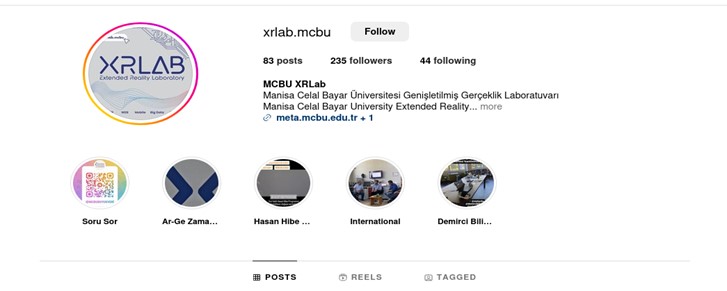 XRLAB
Extended Reality Laboratory
xrlab.mcbu
Follow
83 posts 235 followers 44 following
MCBU XRLab
Manisa Celal Bayar Üniversitesi Genişletilmiş Gerçeklik Laboratuvarı
Manisa Celal Bayar University Extended Reality... more
meta.mcbu.edu.tr + 1
Soru Sor
Ar-Ge Zama...
Hasan Hibe ...
International
Demirci Bili...
POSTS
REELS
TAGGED